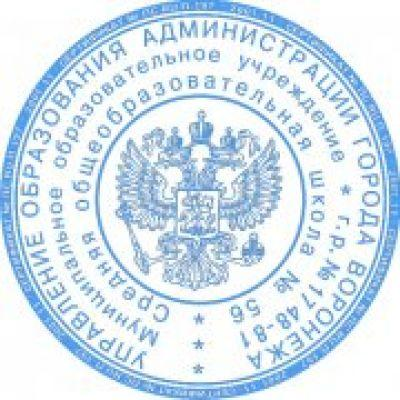 УПРАВЛЕНИЕ ОБРАЗОВАНИЯ АДМИНИСТРАЦИИ ГОРОДА ВОРОНЕЖА
Муниципальное образовательное учреждение * г.р.№1748-81
Средняя общеобразовательная школа № 56
* * *